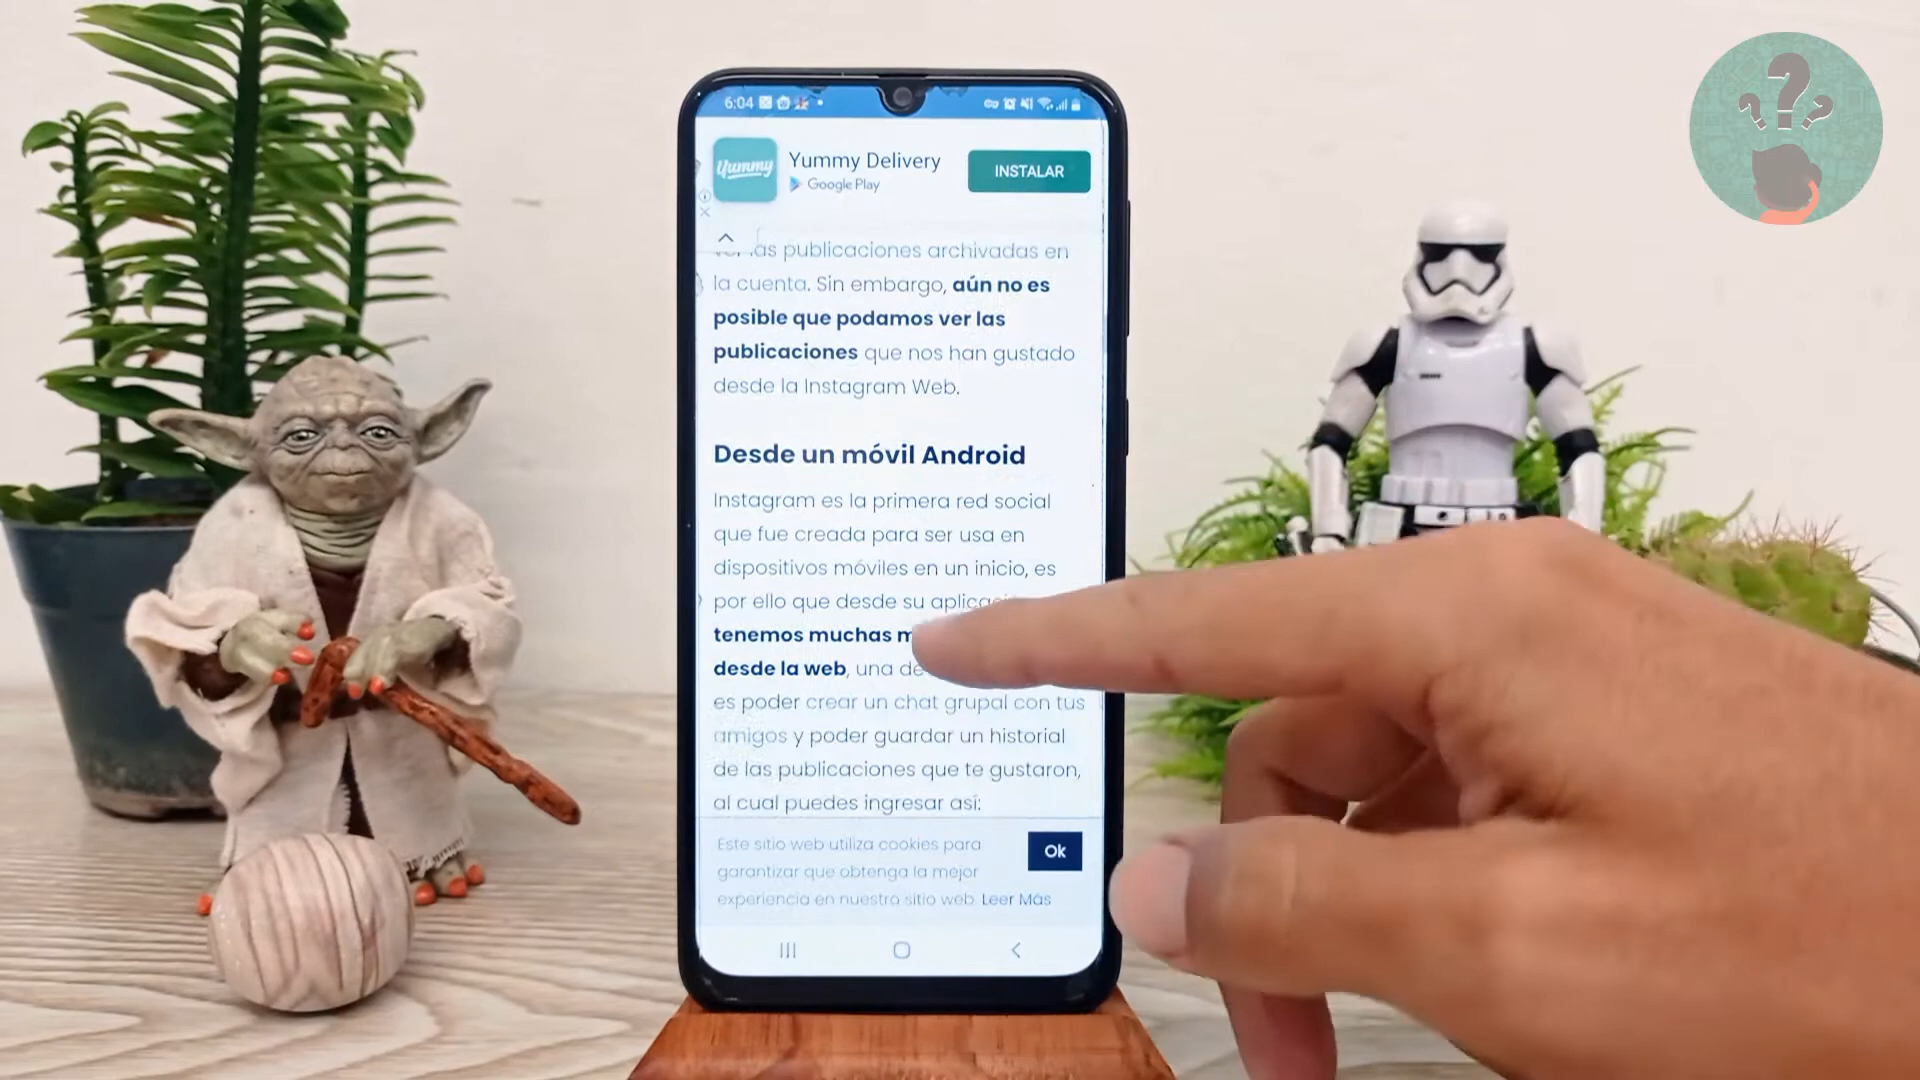 6:04
yummy
Yummy Delivery
Google Play
INSTALAR
las publicaciones archivadas en
la cuenta. Sin embargo, aún no es
posible que podamos ver las
publicaciones que nos han gustado
desde la Instagram Web.
Desde un móvil Android
Instagram es la primera red social
que fue creada para ser usa en
dispositivos móviles en un inicio, es
por ello que desde su
tenemos muchas
desde la web, una
es poder crear un chat grupal con tus
amigos y poder guardar un historial
de las publicaciones que te gustaron,
al cual puedes ingresar así:
Este sitio web utiliza cookies para
garantizar que obtenga la mejor
experiencia en nuestro sitio web. Leer Más
Ok